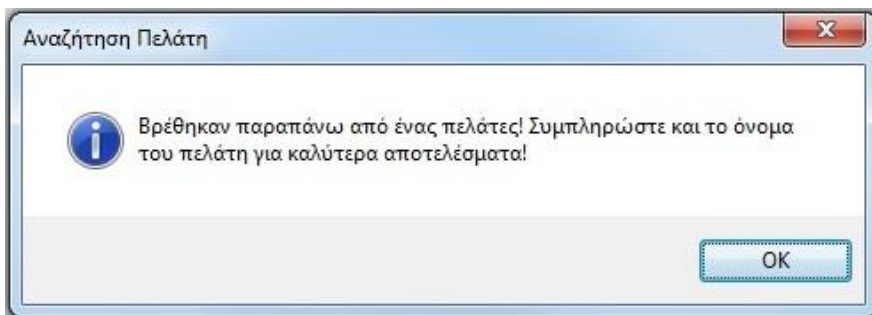 Αναζήτηση Πελάτη
Βρέθηκαν παραπάνω από ένας πελάτες! Συμπληρώστε και το όνομα
του πελάτη για καλύτερα αποτελέσματα!
OK